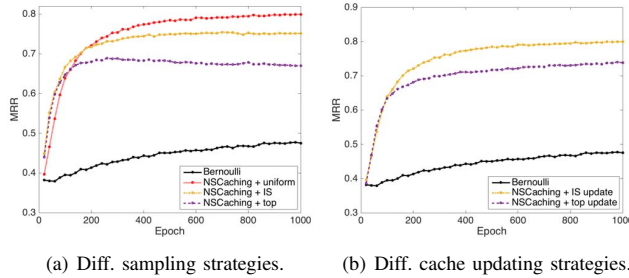 0.9
0.8
0.7
0.6
0.5
0.4
0.3
MRR
0 200 400 600 800 1000
Epoch
Bernoulli
NSCaching + uniform
NSCaching + IS
NSCaching + top
(a) Diff. sampling strategies.
0.9
0.8
0.7
0.6
0.5
0.4
0.3
MRR
0 200 400 600 800 1000
Epoch
Bernoulli
NSCaching + IS update
NSCaching + top update
(b) Diff. cache updating strategies.